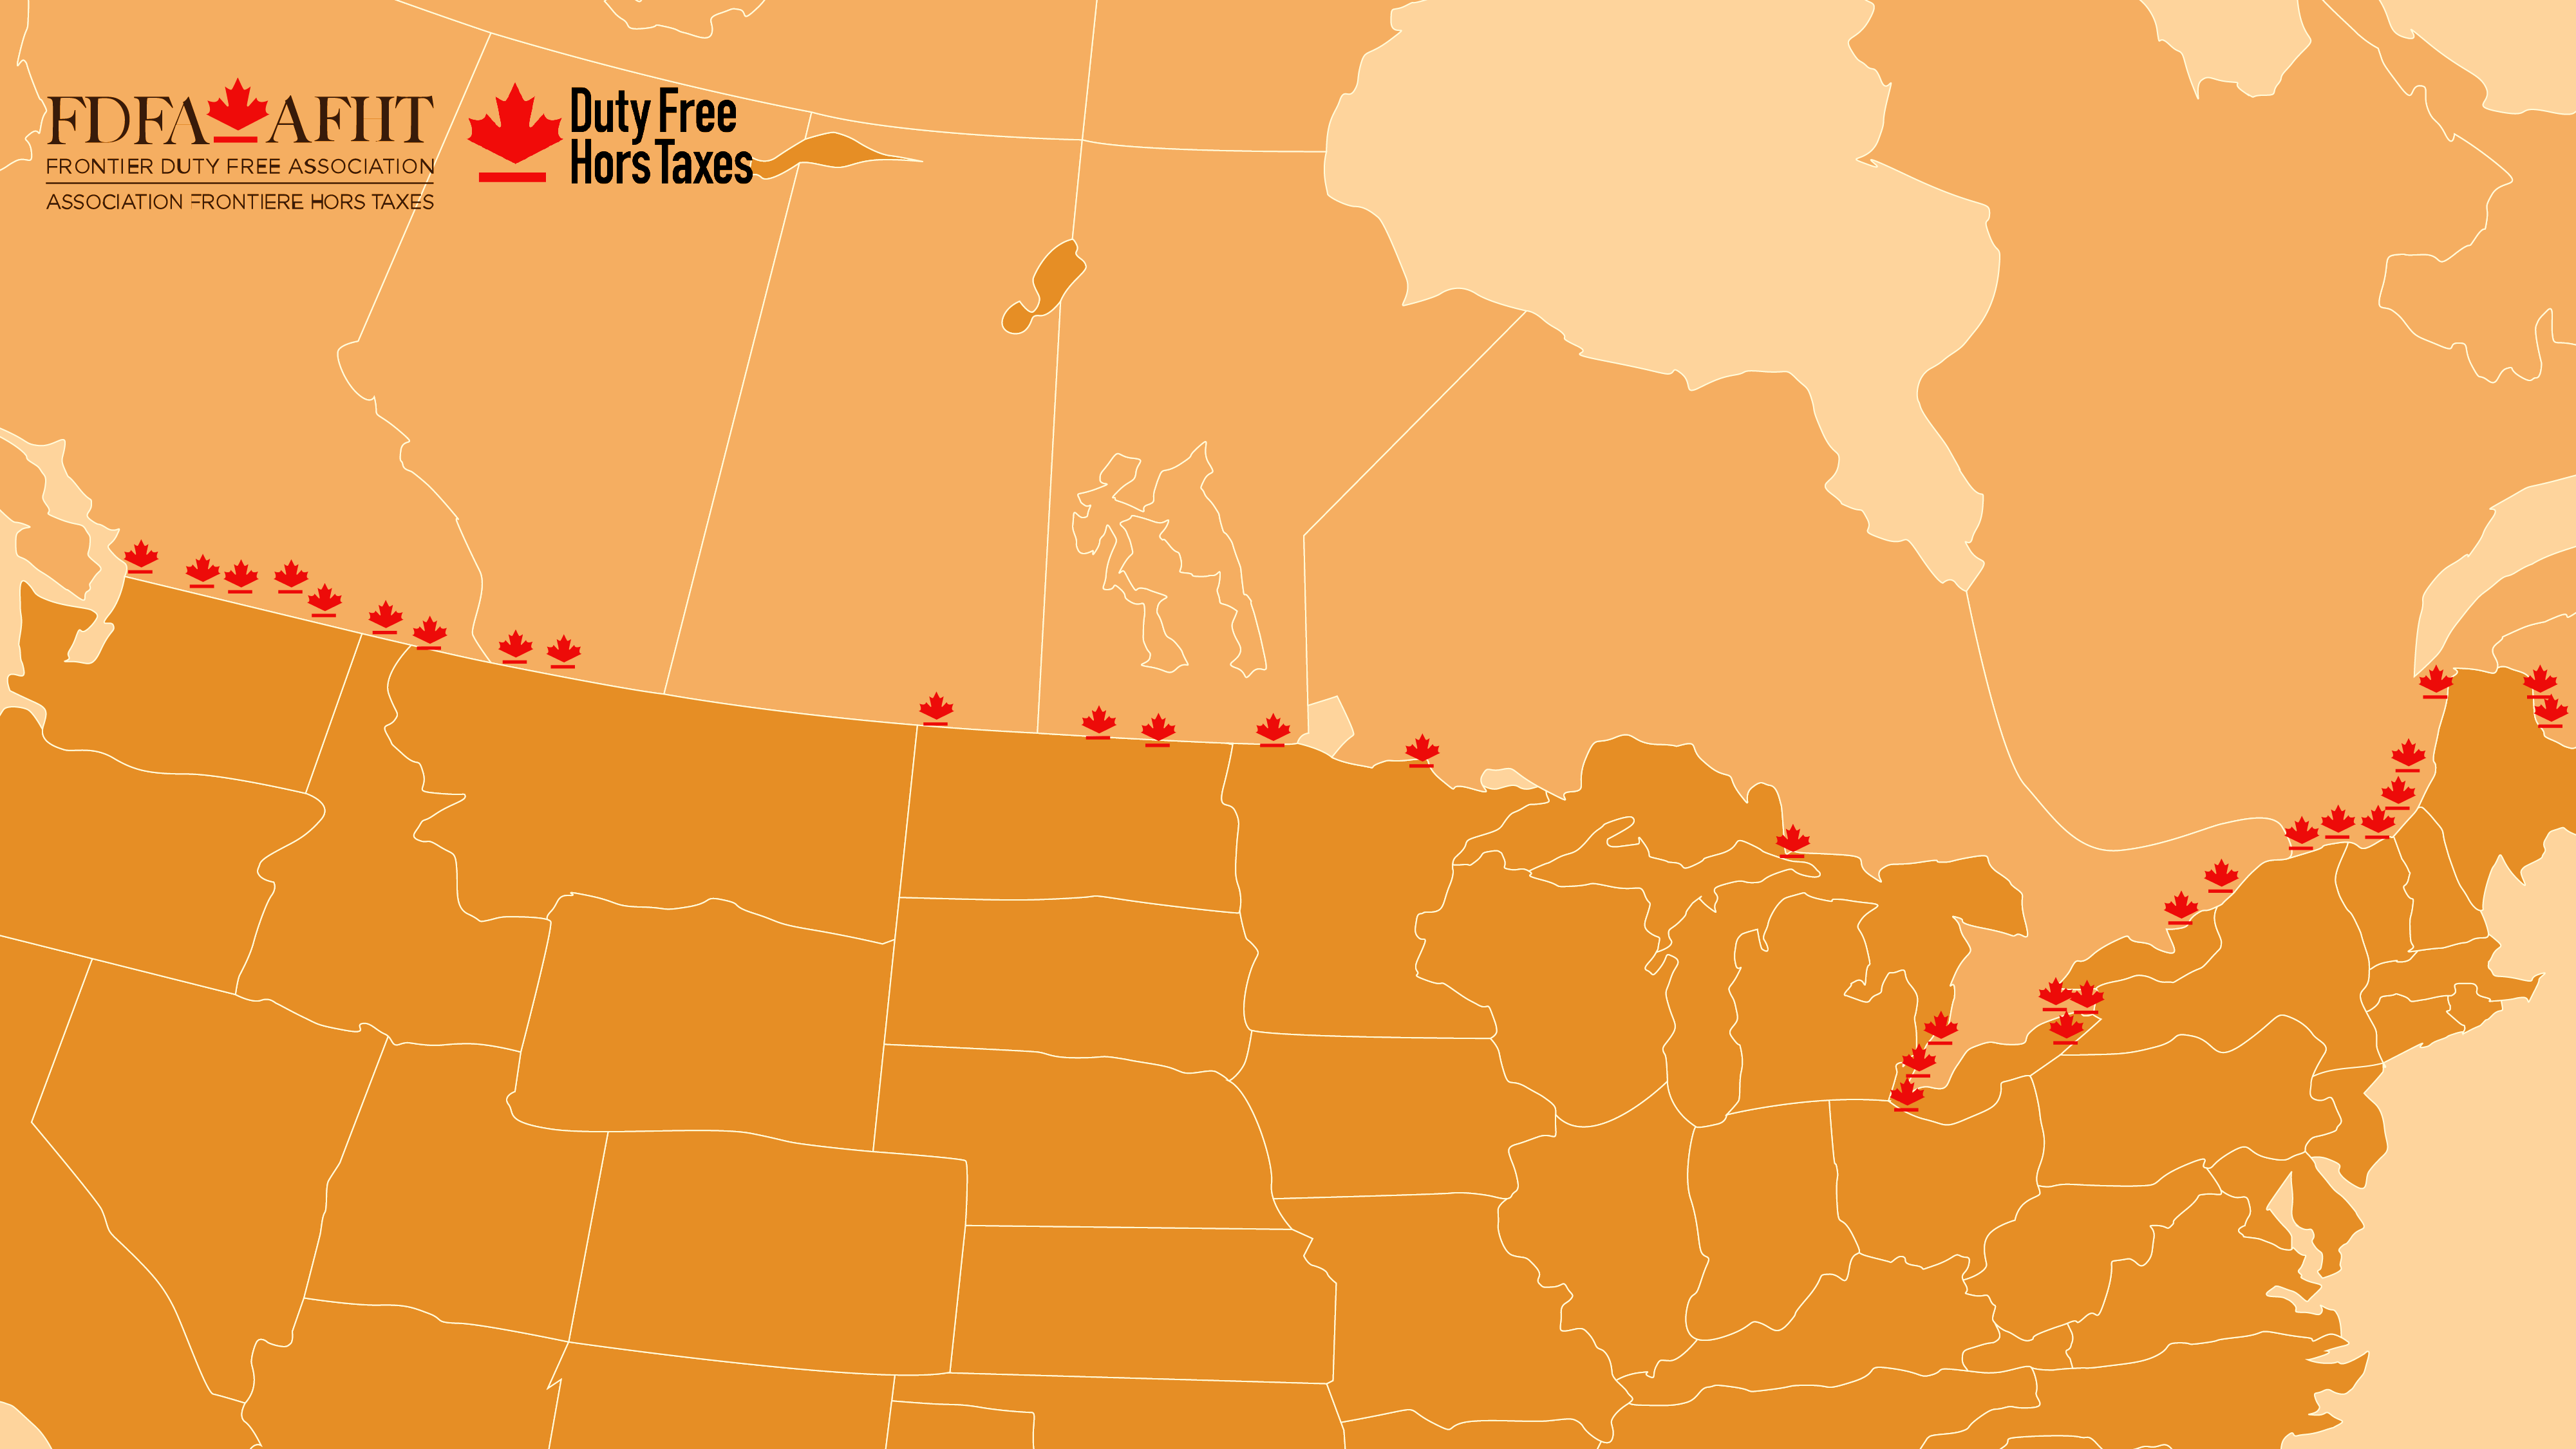 FDFA AFHT
FRONTIER DUTY FREE ASSOCIATION
ASSOCIATION FRONTIERE HORS TAXES
Duty Free
Hors Taxes